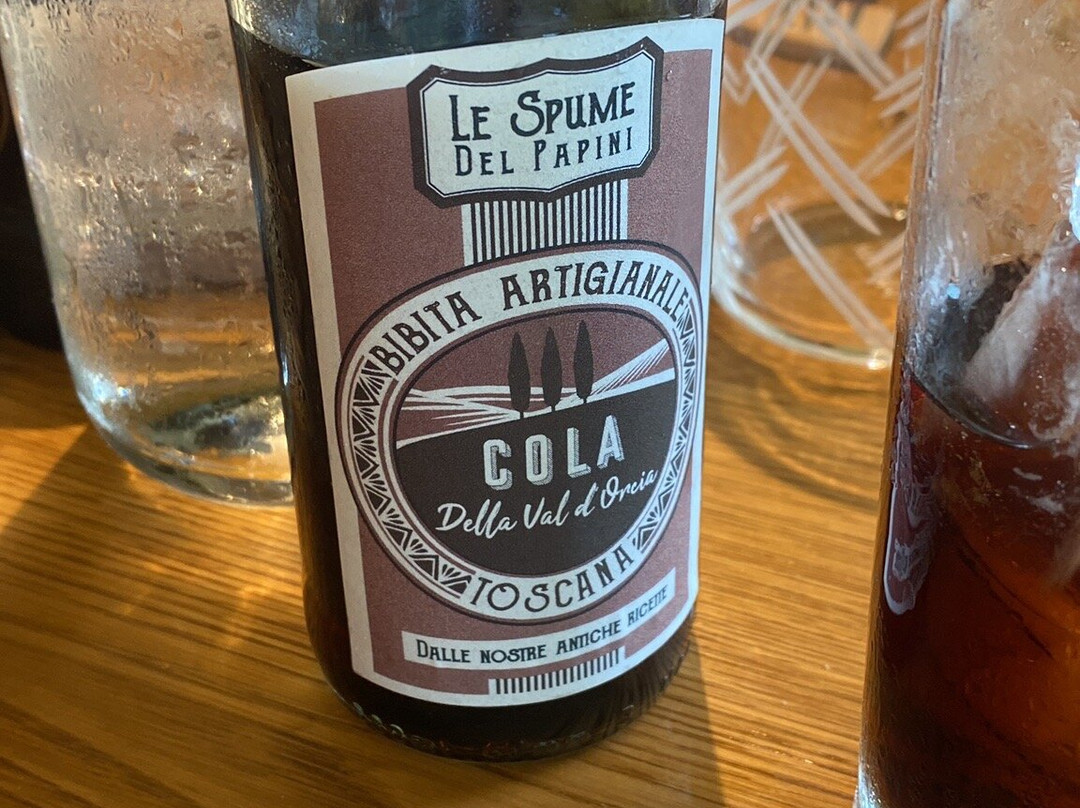 Le Spume
Del Papini
BIBITA ARTIGIANALE
COLA
Della Val d'Orcia
TOSCANA
Dalle nostre antiche ricette